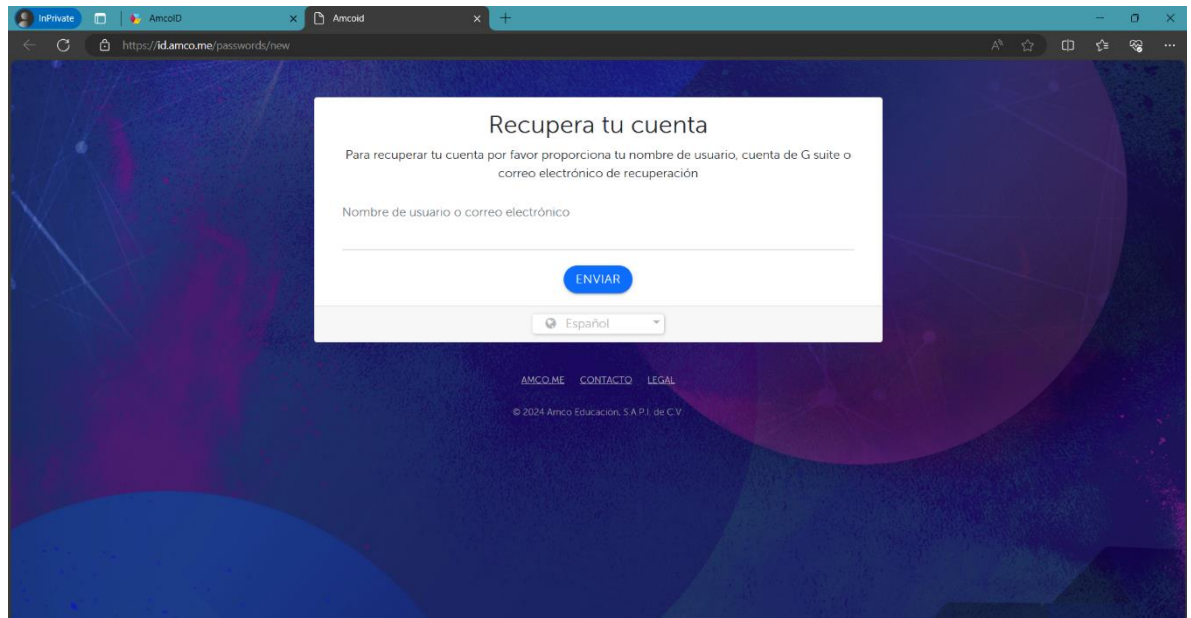 InPrivate
AmcoID
Amcoid
https://id.amco.me/passwords/new
Recupera tu cuenta
Para recuperar tu cuenta por favor proporciona tu nombre de usuario, cuenta de G suite o
correo electrónico de recuperación
Nombre de usuario o correo electrónico
ENVIAR
Español
AMCO.ME CONTACTO LEGAL
© 2024 Amco Educación, S.A.P.I. de C.V.